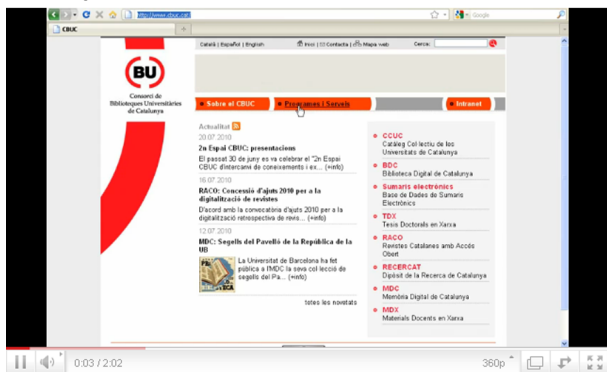 http://www.cbuc.cat/
Google
CBUC
Català | Español | English
Inici | Contacta | Mapa web
Cerca:
BU
Consorci de
Biblioteques Universitàries
de Catalunya
Sobre el CBUC
Programes i Serveis
Intranet
Actualitat
20.07.2010
2n Espai CBUC: presentacions
El passat 30 de juny es va celebrar el "2n Espai
CBUC d'intercanvi de coneixements i ex... (+info)
16.07.2010
RACO: Concessió d'ajuts 2010 per a la
digitalització de revistes
D'acord amb la convocatòria d'ajuts 2010 per a la
digitalització retrospectiva de revis... (+info)
12.07.2010
MDC: Segells del Pavelló de la República de la
UB
La Universitat de Barcelona ha fet
pública a l'MDC la seva col·lecció de
segells del Pa... (+info)
totes les novetats
CCUC
Catàleg Col·lectiu de les
Universitats de Catalunya
BDC
Biblioteca Digital de Catalunya
Sumaris electrònics
Base de Dades de Sumaris
Electrònics
TDX
Tesis Doctorals en Xarxa
RACO
Revistes Catalanes amb Accés
Obert
RECERCAT
Dipòsit de la Recerca de Catalunya
MDC
Memòria Digital de Catalunya
MDX
Materials Docents en Xarxa
0:03 / 2:02
360p